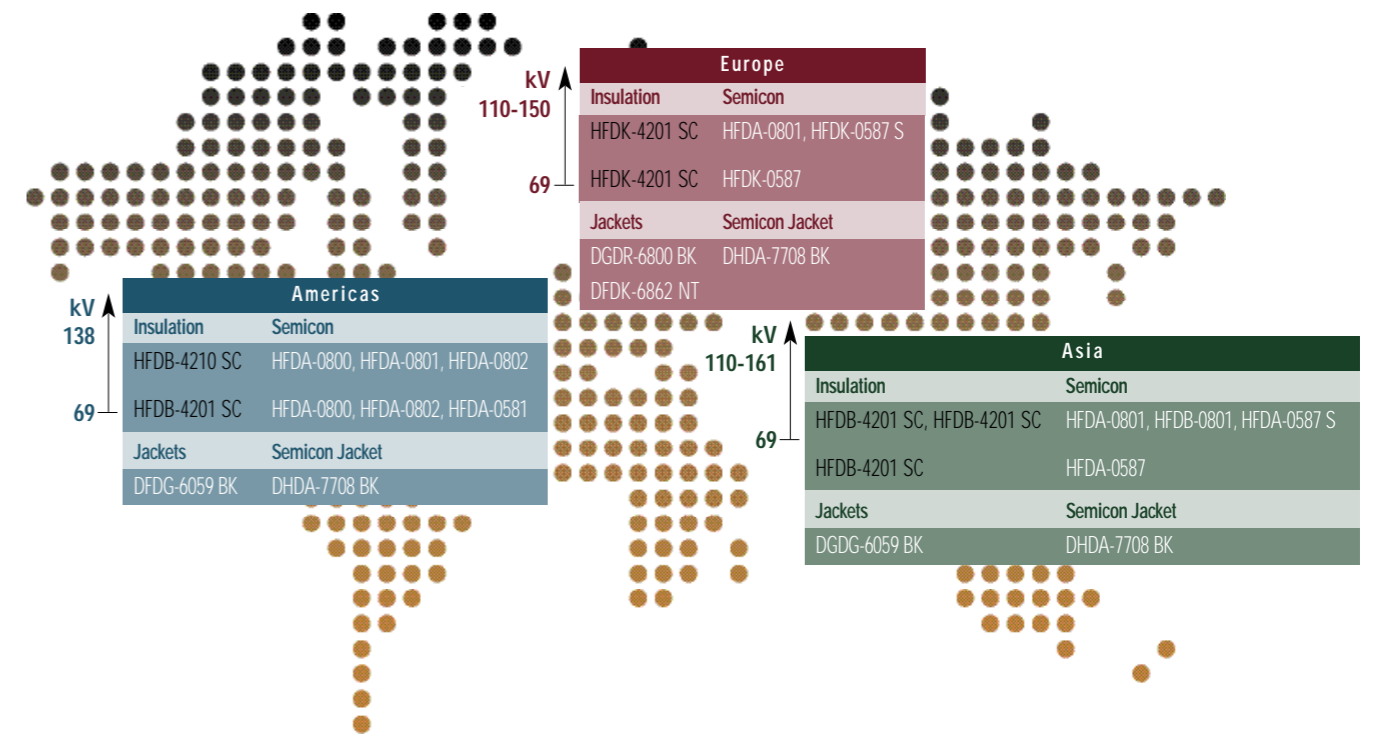 Europe
kV
110-150
69
Insulation Semicon
HFDK-4201 SC HFDA-0801, HFDK-0587 S
HFDK-4201 SC HFDK-0587
Jackets Semicon Jacket
DGDR-6800 BK DHDA-7708 BK
DFDK-6862 NT
Americas
kV
138
69
Insulation Semicon
HFDB-4210 SC HFDA-0800, HFDA-0801, HFDA-0802
HFDB-4201 SC HFDA-0800, HFDA-0802, HFDA-0581
Jackets Semicon Jacket
DFDG-6059 BK DHDA-7708 BK
Asia
kV
110-161
69
Insulation Semicon
HFDB-4201 SC, HFDB-4201 SC HFDA-0801, HFDB-0801, HFDA-0587 S
HFDB-4201 SC HFDA-0587
Jackets Semicon Jacket
DGDG-6059 BK DHDA-7708 BK